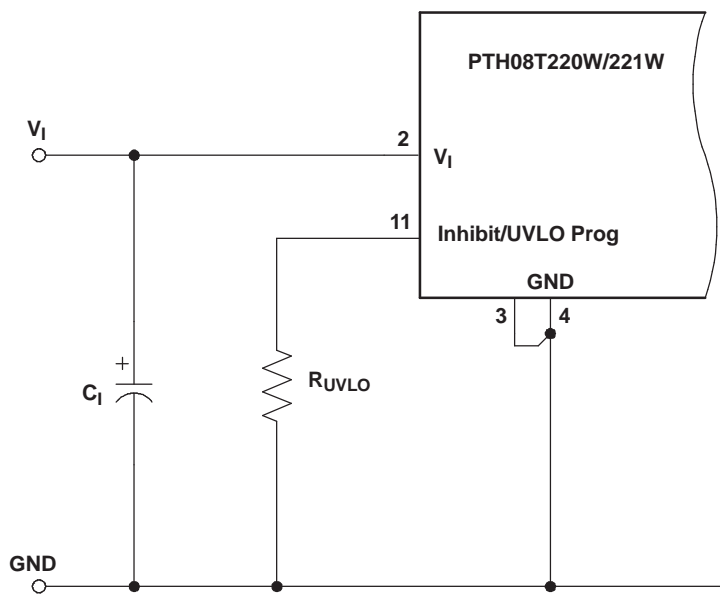 PTH08T220W/221W
V_I
2
V_I
11
Inhibit/UVLO Prog
GND
3
4
+
C_I
R_UVLO
GND